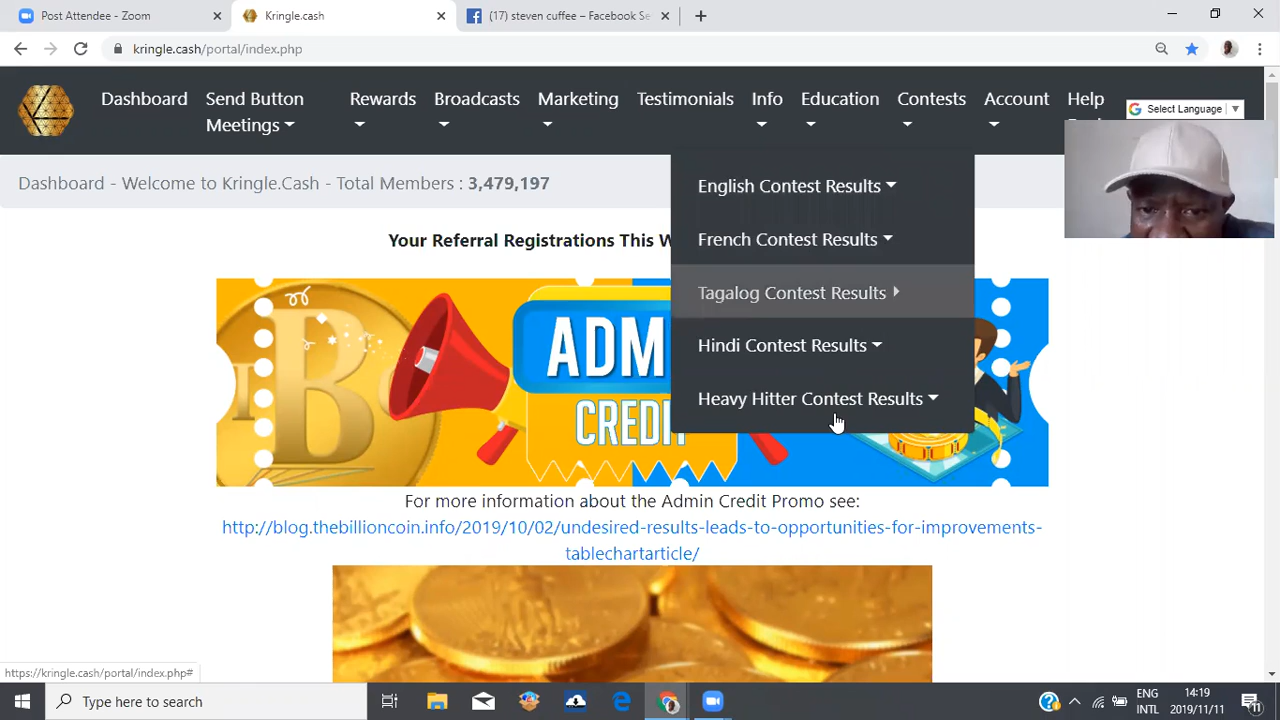 Post Attendee - Zoom
Kringle.cash
(17) steven cuffee – Facebook Se
kringle.cash/portal/index.php
Dashboard
Send Button Meetings
Rewards
Broadcasts
Marketing
Testimonials
Info
Education
Contests
Account
Help
Select Language
Dashboard - Welcome to Kringle.Cash - Total Members : 3,479,197
English Contest Results
French Contest Results
Tagalog Contest Results
Hindi Contest Results
Heavy Hitter Contest Results
Your Referral Registrations This W
ADM
CREDIT
For more information about the Admin Credit Promo see:
http://blog.thebillioncoin.info/2019/10/02/undesired-results-leads-to-opportunities-for-improvements-
tablechartarticle/
https://kringle.cash/portal/index.php#
Type here to search
ENG
INTL
14:19
2019/11/11
11